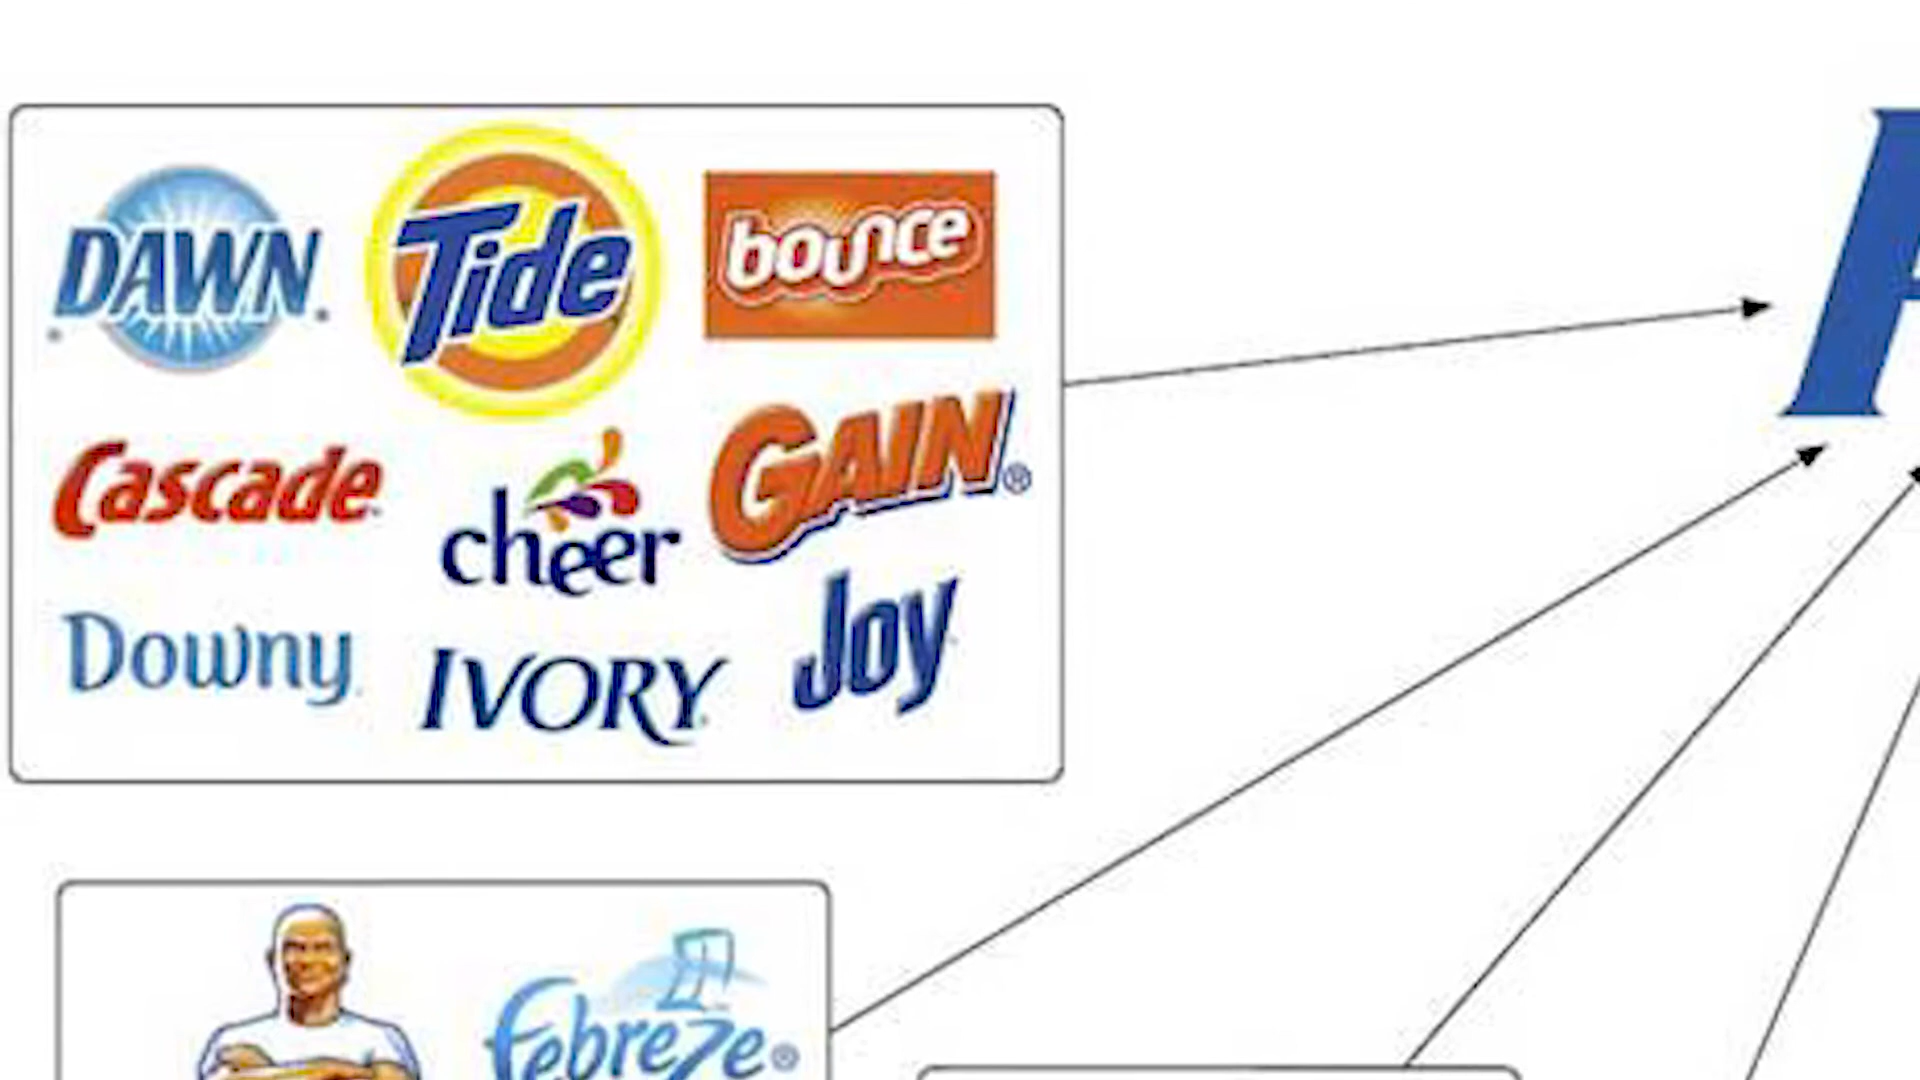 DAWN.
Tide
bounce
Cascade
cheer
GAIN®
Downy
IVORY
Joy
Febreze®